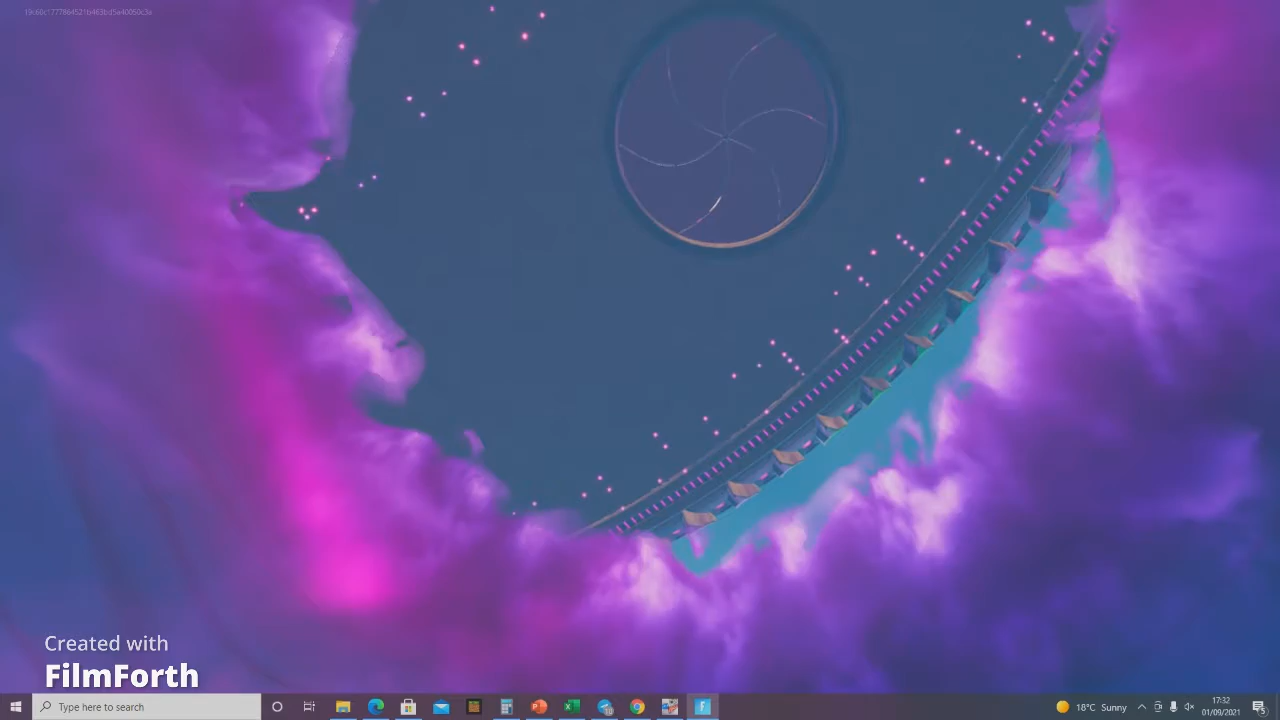 Created with
FilmForth
Type here to search
18°C Sunny
17:32
01/09/2021